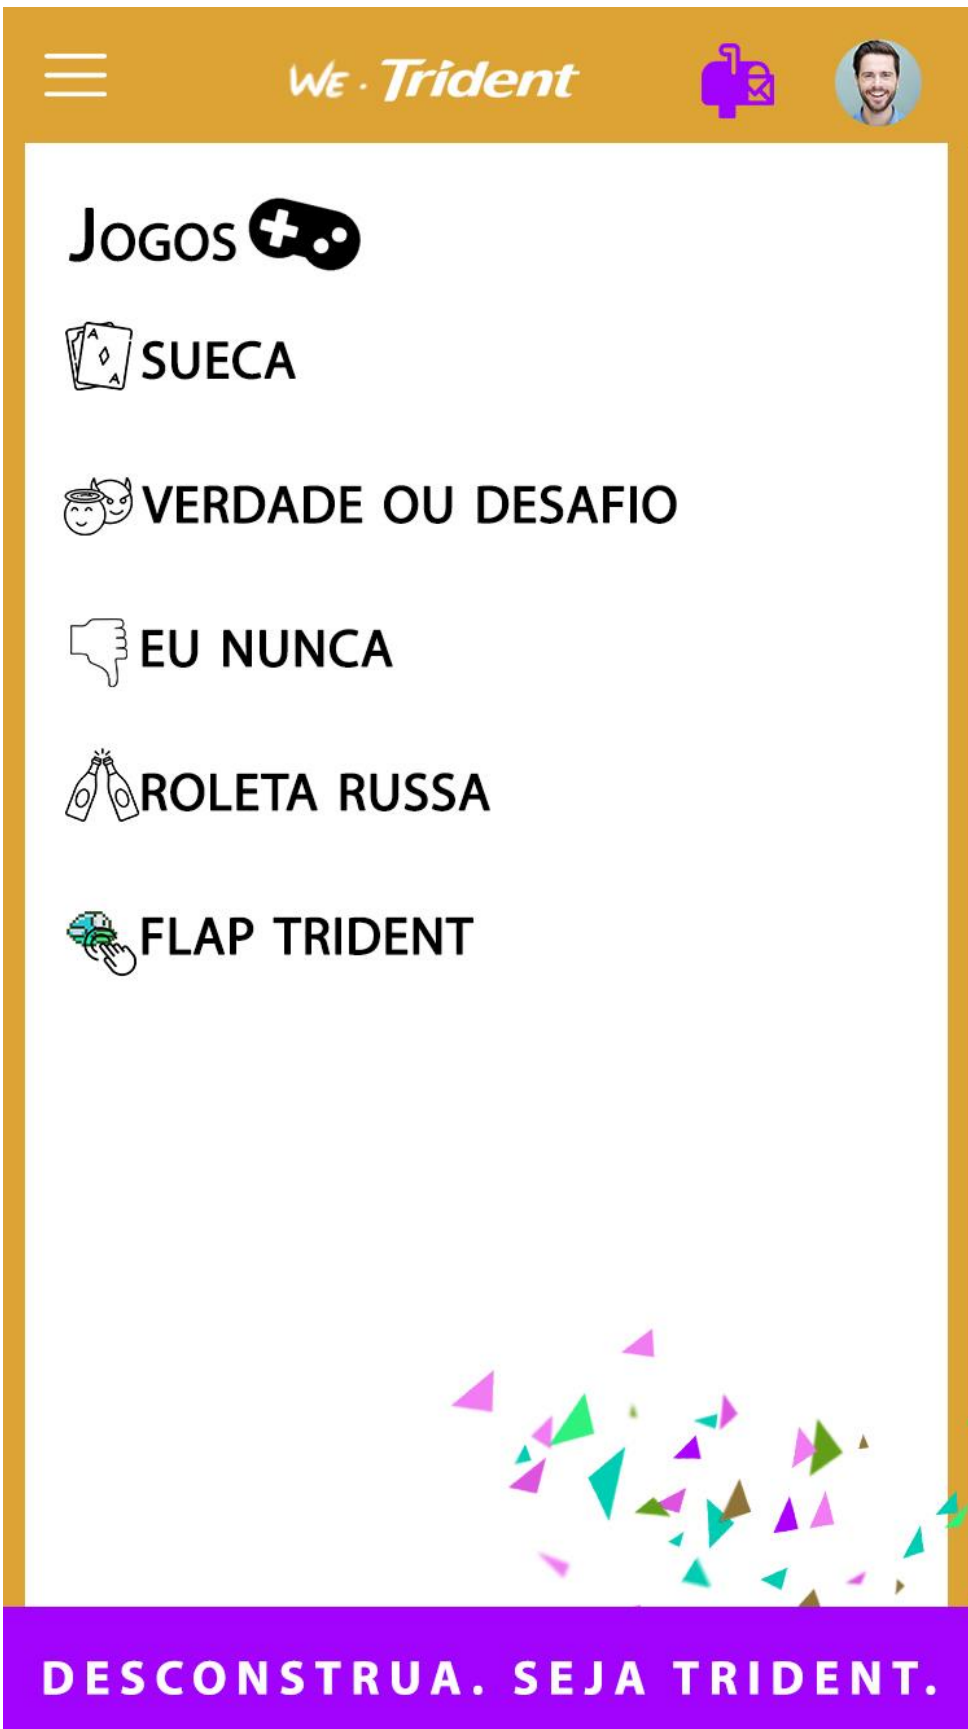 WE · Trident
Jogos
SUECA
VERDADE OU DESAFIO
EU NUNCA
ROLETA RUSSA
FLAP TRIDENT
DESCONSTRUA. SEJA TRIDENT.